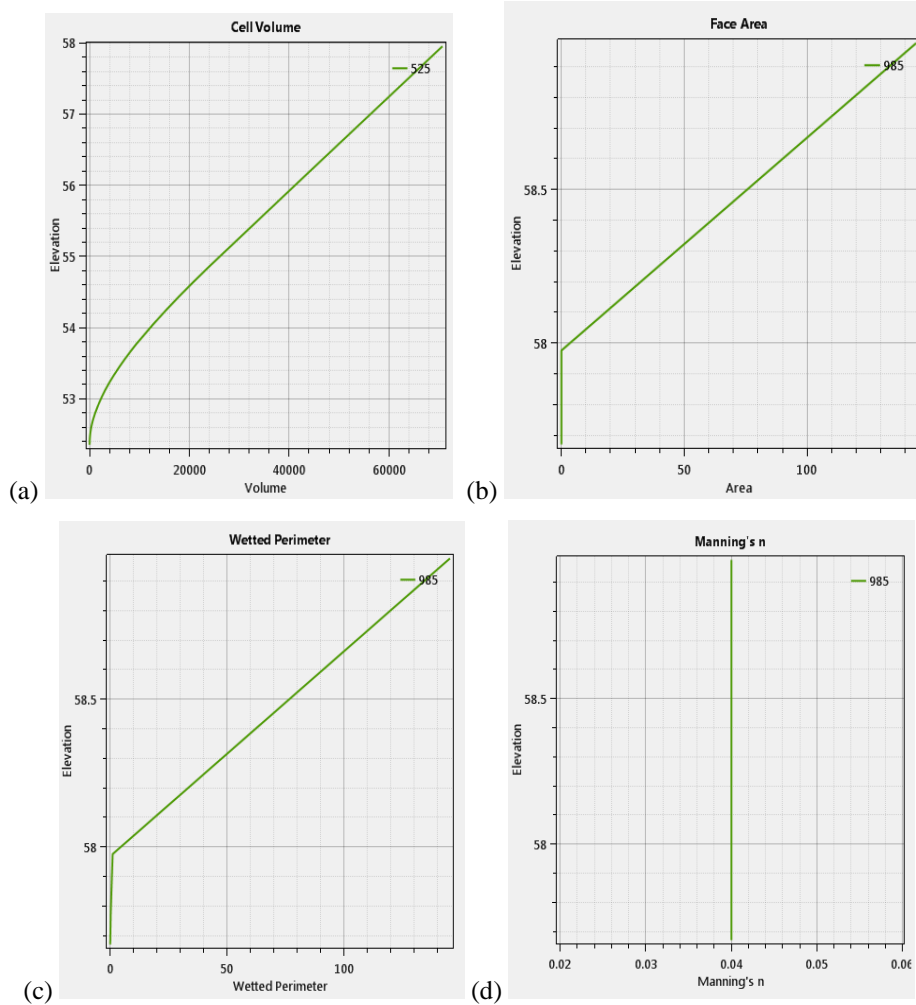 Cell Volume
58
525
57
56
Elevation
55
54
53
0 20000 40000 60000
Volume
(a)
Face Area
985
58.5
Elevation
58
0 50 100
Area
(b)
Wetted Perimeter
985
58.5
Elevation
58
0 50 100
Wetted Perimeter
(c)
Manning's n
985
58.5
Elevation
58
0.02 0.03 0.04 0.05 0.06
Manning's n
(d)